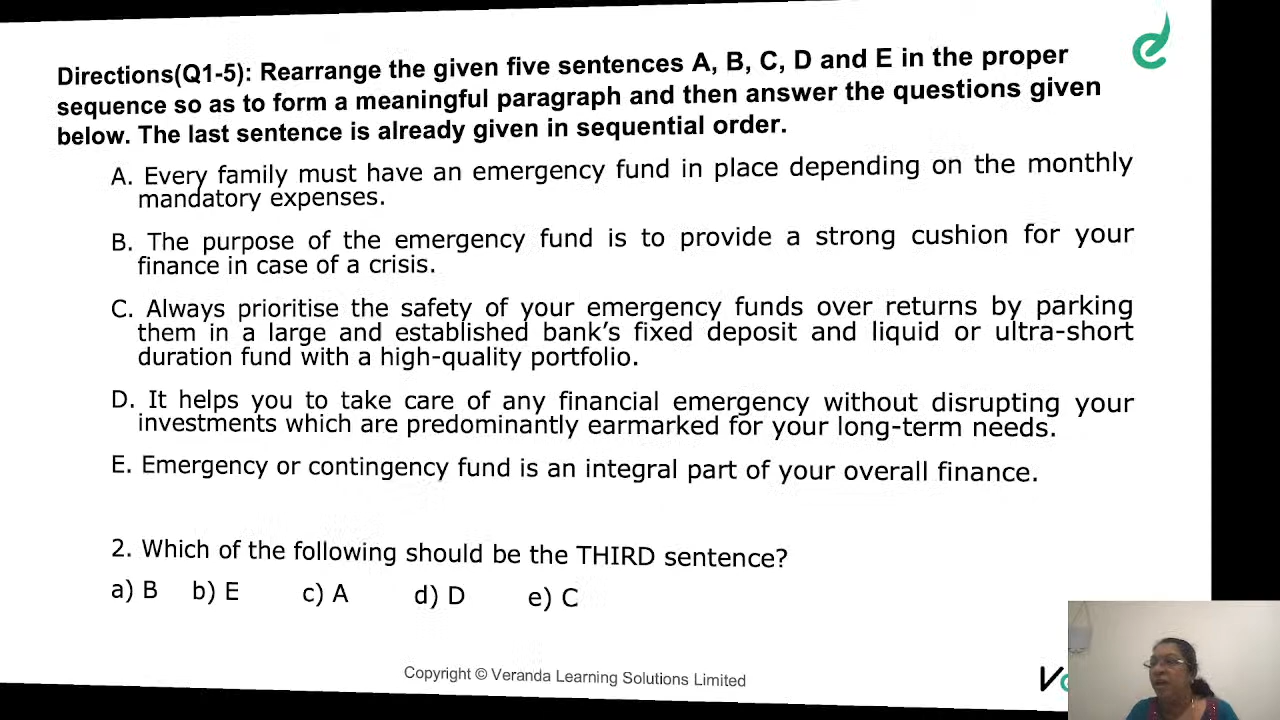 Directions(Q1-5): Rearrange the given five sentences A, B, C, D and E in the proper
sequence so as to form a meaningful paragraph and then answer the questions given
below. The last sentence is already given in sequential order.
A. Every family must have an emergency fund in place depending on the monthly
mandatory expenses.
B. The purpose of the emergency fund is to provide a strong cushion for your
finance in case of a crisis.
C. Always prioritise the safety of your emergency funds over returns by parking
them in a large and established bank's fixed deposit and liquid or ultra-short
duration fund with a high-quality portfolio.
D. It helps you to take care of any financial emergency without disrupting your
investments which are predominantly earmarked for your long-term needs.
E. Emergency or contingency fund is an integral part of your overall finance.
2. Which of the following should be the THIRD sentence?
a) B b) E c) A d) D e) C
Copyright © Veranda Learning Solutions Limited